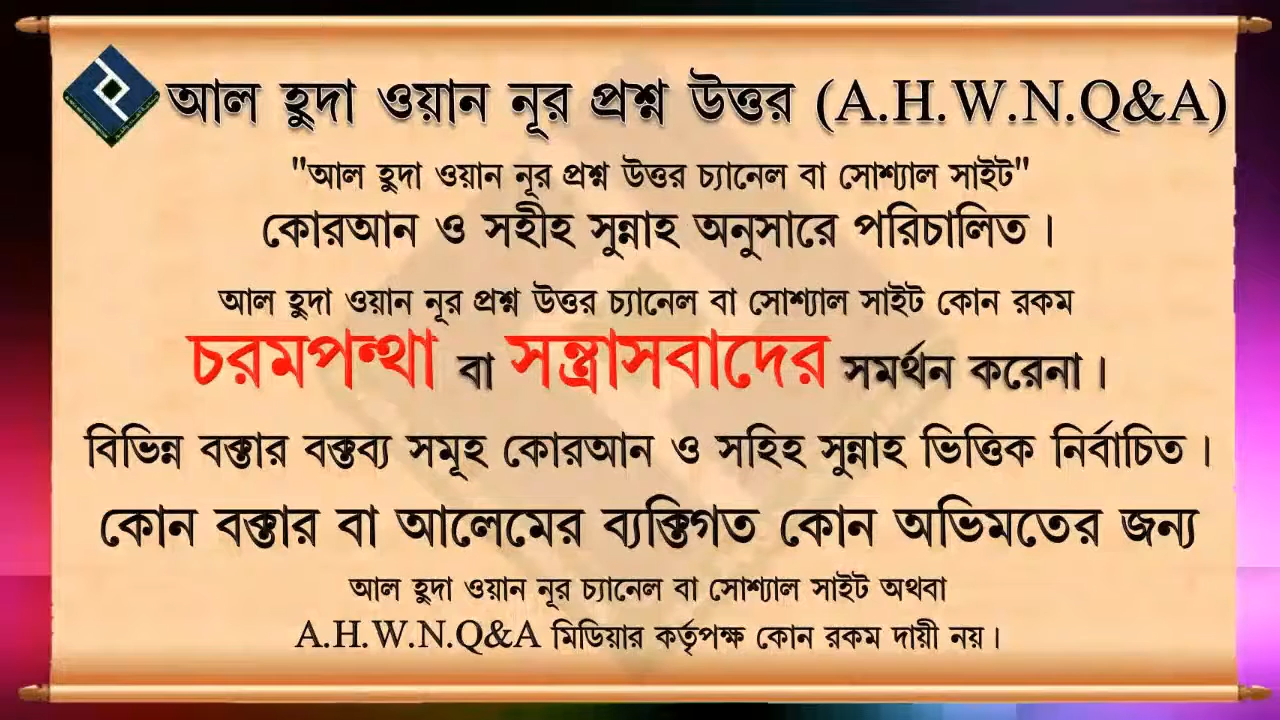 আল হুদা ওয়ান নূর প্রশ্ন উত্তর (A.H.W.N.Q&A)
"আল হুদা ওয়ান নূর প্রশ্ন উত্তর চ্যানেল বা সোশ্যাল সাইট"
কোরআন ও সহীহ সুন্নাহ অনুসারে পরিচালিত।
আল হুদা ওয়ান নূর প্রশ্ন উত্তর চ্যানেল বা সোশ্যাল সাইট কোন রকম
চরমপন্থা বা সন্ত্রাসবাদের সমর্থন করেনা।
বিভিন্ন বক্তার বক্তব্য সমূহ কোরআন ও সহিহ সুন্নাহ ভিত্তিক নির্বাচিত।
কোন বক্তার বা আলেমের ব্যক্তিগত কোন অভিমতের জন্য
আল হুদা ওয়ান নূর চ্যানেল বা সোশ্যাল সাইট অথবা
A.H.W.N.Q&A মিডিয়ার কর্তৃপক্ষ কোন রকম দায়ী নয়।